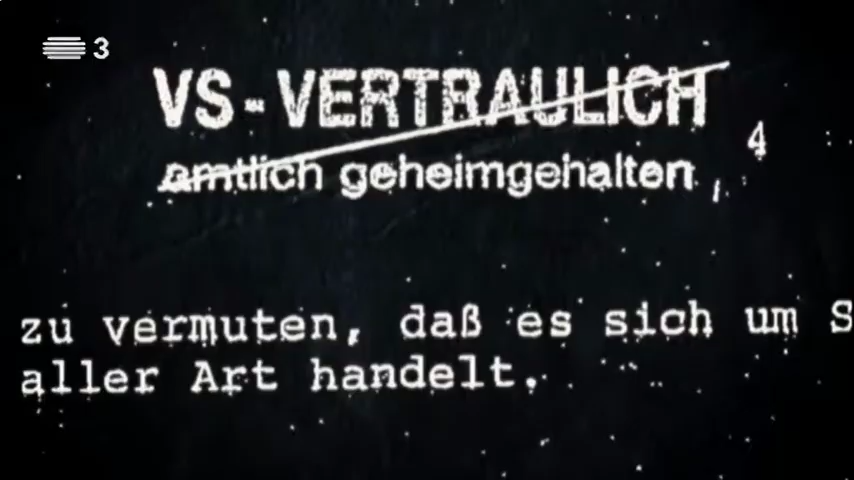 3
VS-VERTRAULICH
amtlich geheimgehalten
4
zu vermuten, daß es sich um S
aller Art handelt.